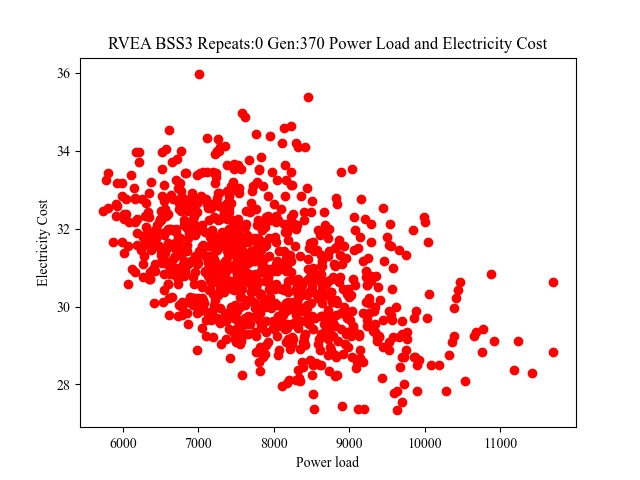 RVEA BSS3 Repeats:0 Gen:370 Power Load and Electricity Cost
36
34
32
30
28
Electricity Cost
6000 7000 8000 9000 10000 11000
Power load